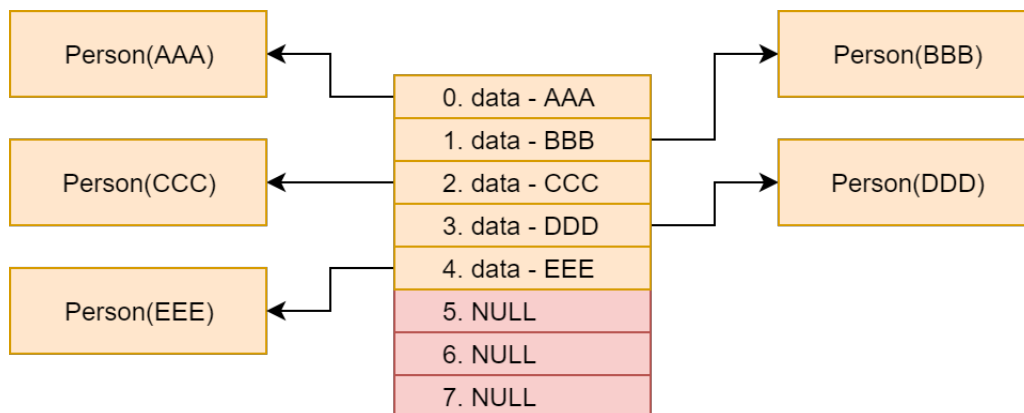 Person(AAA)
Person(BBB)
0. data - AAA
1. data - BBB
Person(CCC)
2. data - CCC
Person(DDD)
3. data - DDD
4. data - EEE
Person(EEE)
5. NULL
6. NULL
7. NULL